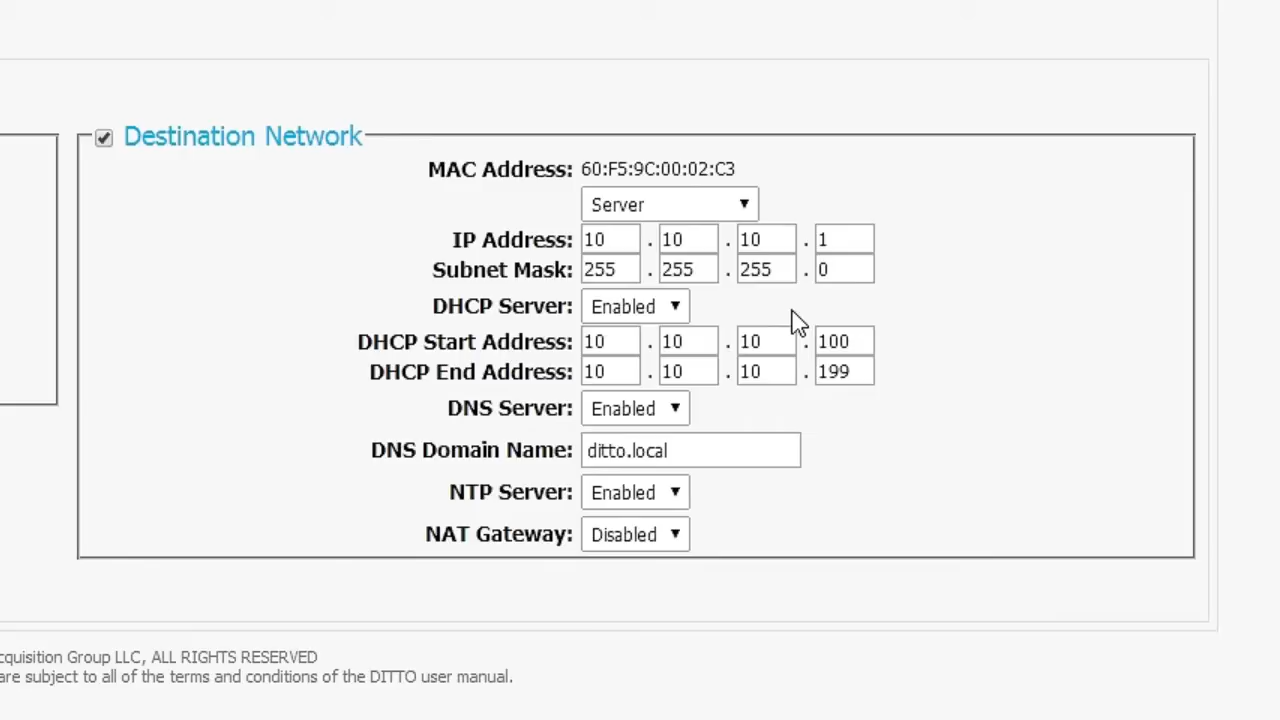 Destination Network
MAC Address: 60:F5:9C:00:02:C3
Server
IP Address: 10 . 10 . 10 . 1
Subnet Mask: 255 . 255 . 255 . 0
DHCP Server: Enabled
DHCP Start Address: 10 . 10 . 10 . 100
DHCP End Address: 10 . 10 . 10 . 199
DNS Server: Enabled
DNS Domain Name: ditto.local
NTP Server: Enabled
NAT Gateway: Disabled
cquisition Group LLC, ALL RIGHTS RESERVED
are subject to all of the terms and conditions of the DITTO user manual.